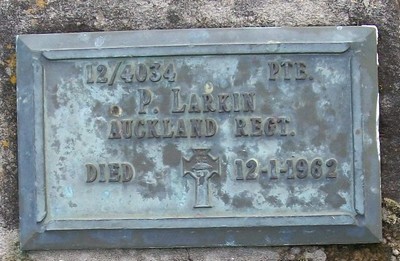 12/4034 PTE.
P. LARKIN
AUCKLAND REGT.
DIED 12-1-1962